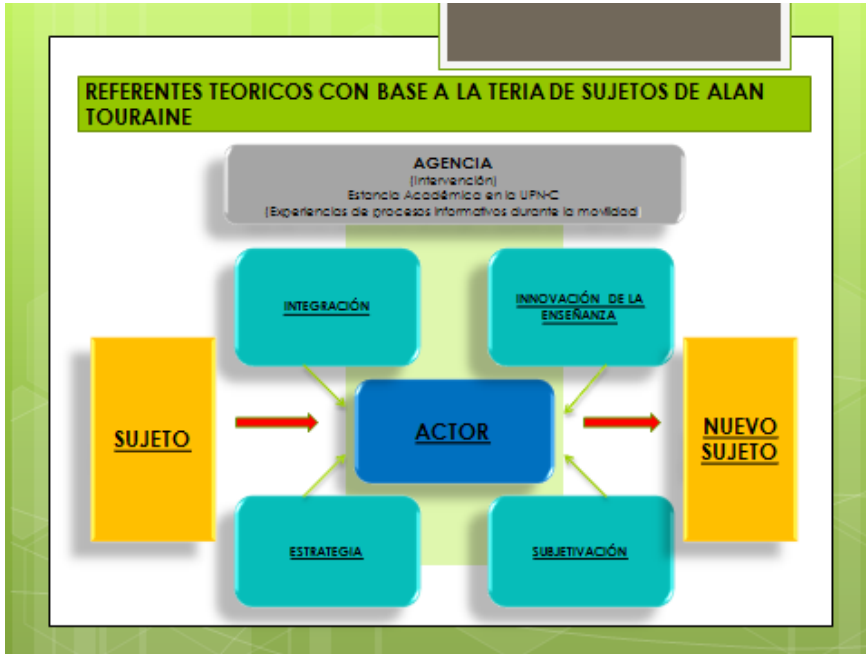 REFERENTES TEORICOS CON BASE A LA TERIA DE SUJETOS DE ALAN
TOURAINE
AGENCIA
(Intervención)
Estancia Académica en la UPN-C
(Experiencias de procesos informativos durante la movilidad)
INTEGRACIÓN
INNOVACIÓN DE LA
ENSEÑANZA
SUJETO
ACTOR
NUEVO
SUJETO
ESTRATEGIA
SUBJETIVACIÓN